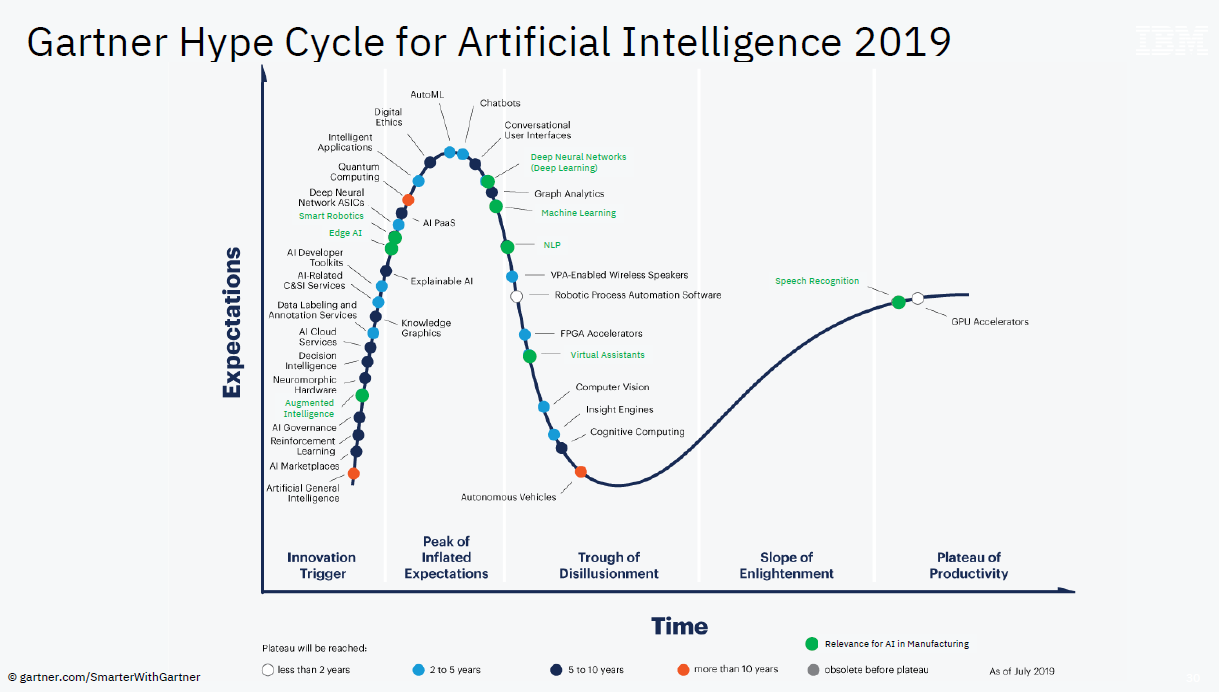 Gartner Hype Cycle for Artificial Intelligence 2019
IBM
Expectations
AutoML
Chatbots
Digital
Ethics
Conversational
User Interfaces
Intelligent
Applications
Deep Neural Networks
(Deep Learning)
Quantum
Computing
Graph Analytics
Deep Neural
Network ASICs
Machine Learning
Smart Robotics
AI PaaS
Edge AI
NLP
AI Developer
Toolkits
VPA-Enabled Wireless Speakers
AI-Related
C&SI Services
Explainable AI
Robotic Process Automation Software
Speech Recognition
Data Labeling and
Annotation Services
Knowledge
Graphics
GPU Accelerators
AI Cloud
Services
FPGA Accelerators
Decision
Intelligence
Virtual Assistants
Neuromorphic
Hardware
Computer Vision
Augmented
Intelligence
Insight Engines
AI Governance
Cognitive Computing
Reinforcement
Learning
AI Marketplaces
Artificial General
Intelligence
Autonomous Vehicles
Innovation
Trigger
Peak of
Inflated
Expectations
Trough of
Disillusionment
Slope of
Enlightenment
Plateau of
Productivity
Time
Plateau will be reached:
Relevance for AI in Manufacturing
less than 2 years
2 to 5 years
5 to 10 years
more than 10 years
obsolete before plateau
As of July 2019
© gartner.com/SmarterWithGartner